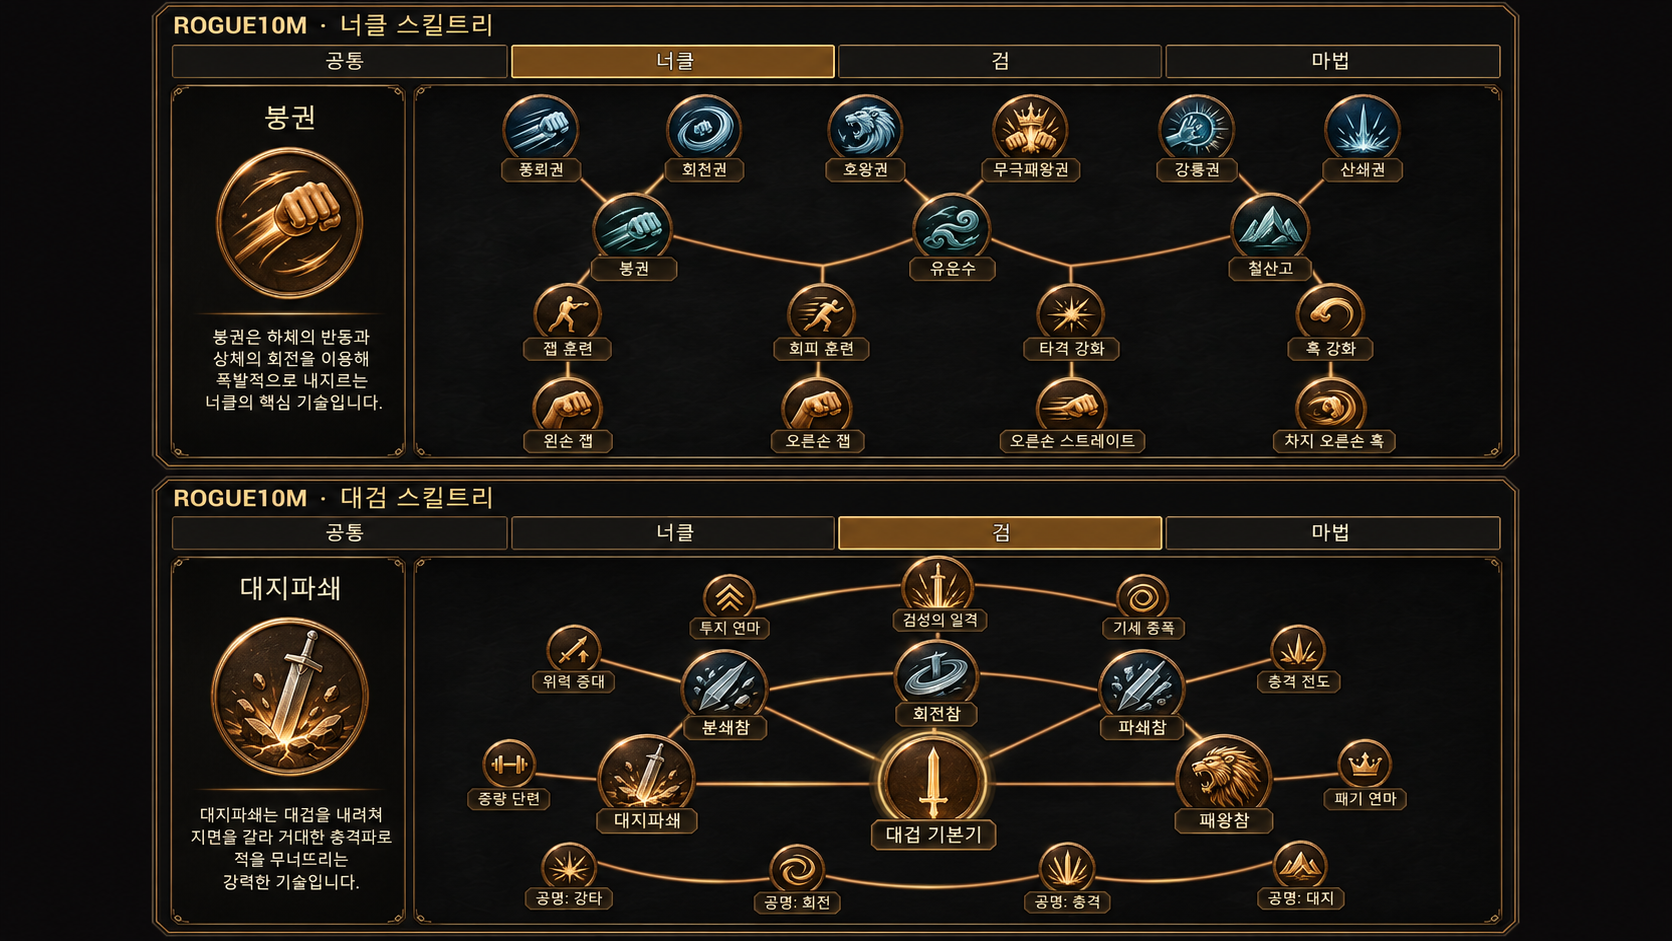 ROGUE10M · 너클 스킬트리
공통
너클
검
마법
붕권
붕권은 하체의 반동과
상체의 회전을 이용해
폭발적으로 내지르는
너클의 핵심 기술입니다.
퐁뢰권
회천권
호왕권
무극패왕권
강룡권
산쇄권
붕권
유운수
철산고
잽 훈련
회피 훈련
타격 강화
훅 강화
왼손 잽
오른손 잽
오른손 스트레이트
차지 오른손 훅
ROGUE10M · 대검 스킬트리
공통
너클
검
마법
대지파쇄
대지파쇄는 대검을 내려쳐
지면을 갈라 거대한 충격파로
적을 무너뜨리는
강력한 기술입니다.
투지 연마
검성의 일격
기세 중폭
위력 증대
충격 전도
분쇄참
회전참
파쇄참
중량 단련
대지파쇄
대검 기본기
패왕참
패기 연마
공명: 강타
공명: 회전
공명: 충격
공명: 대지